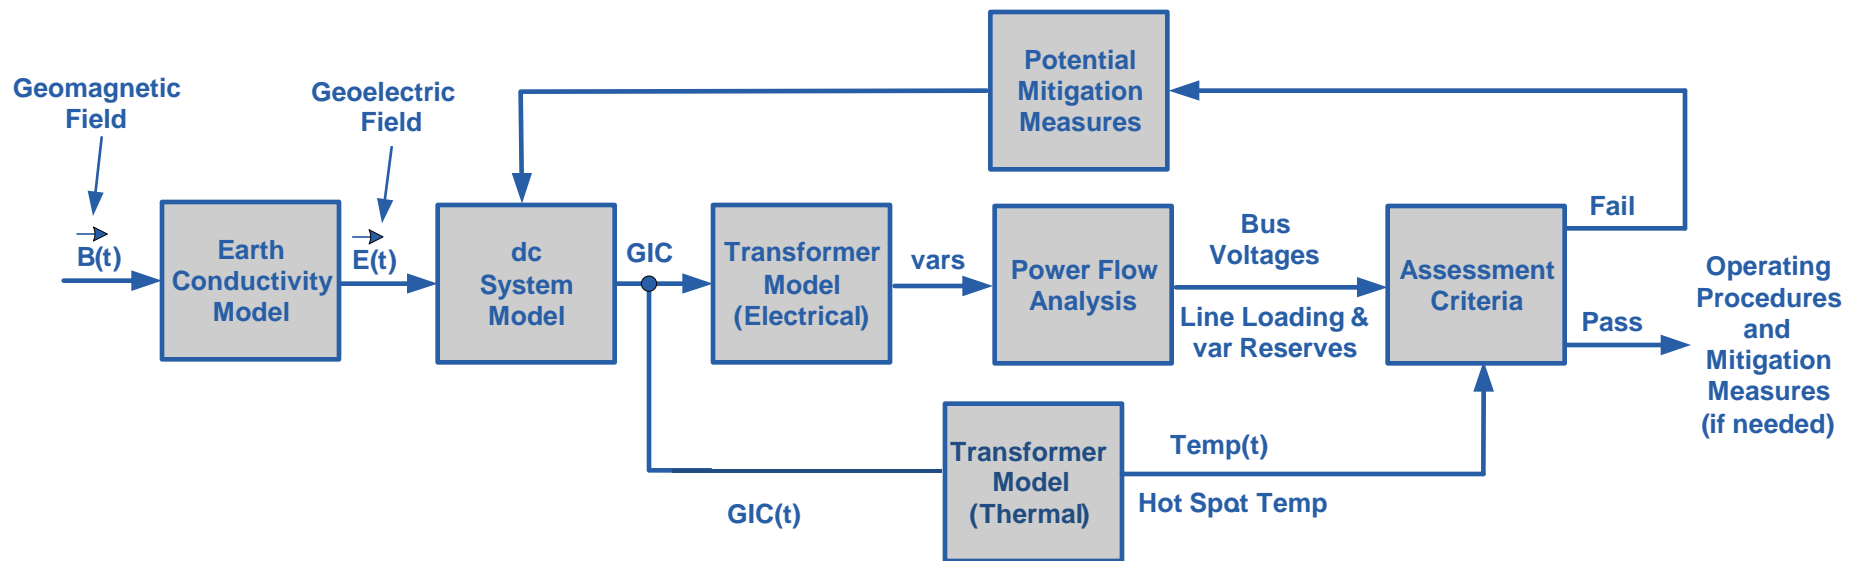 Potential
Mitigation
Measures
Geomagnetic
Field
Geoelectric
Field
B(t)
Earth
Conductivity
Model
E(t)
dc
System
Model
GIC
Transformer
Model
(Electrical)
vars
Power Flow
Analysis
Bus
Voltages
Line Loading &
var Reserves
Assessment
Criteria
Fail
Pass
Operating
Procedures
and
Mitigation
Measures
(if needed)
GIC(t)
Transformer
Model
(Thermal)
Temp(t)
Hot Spot Temp